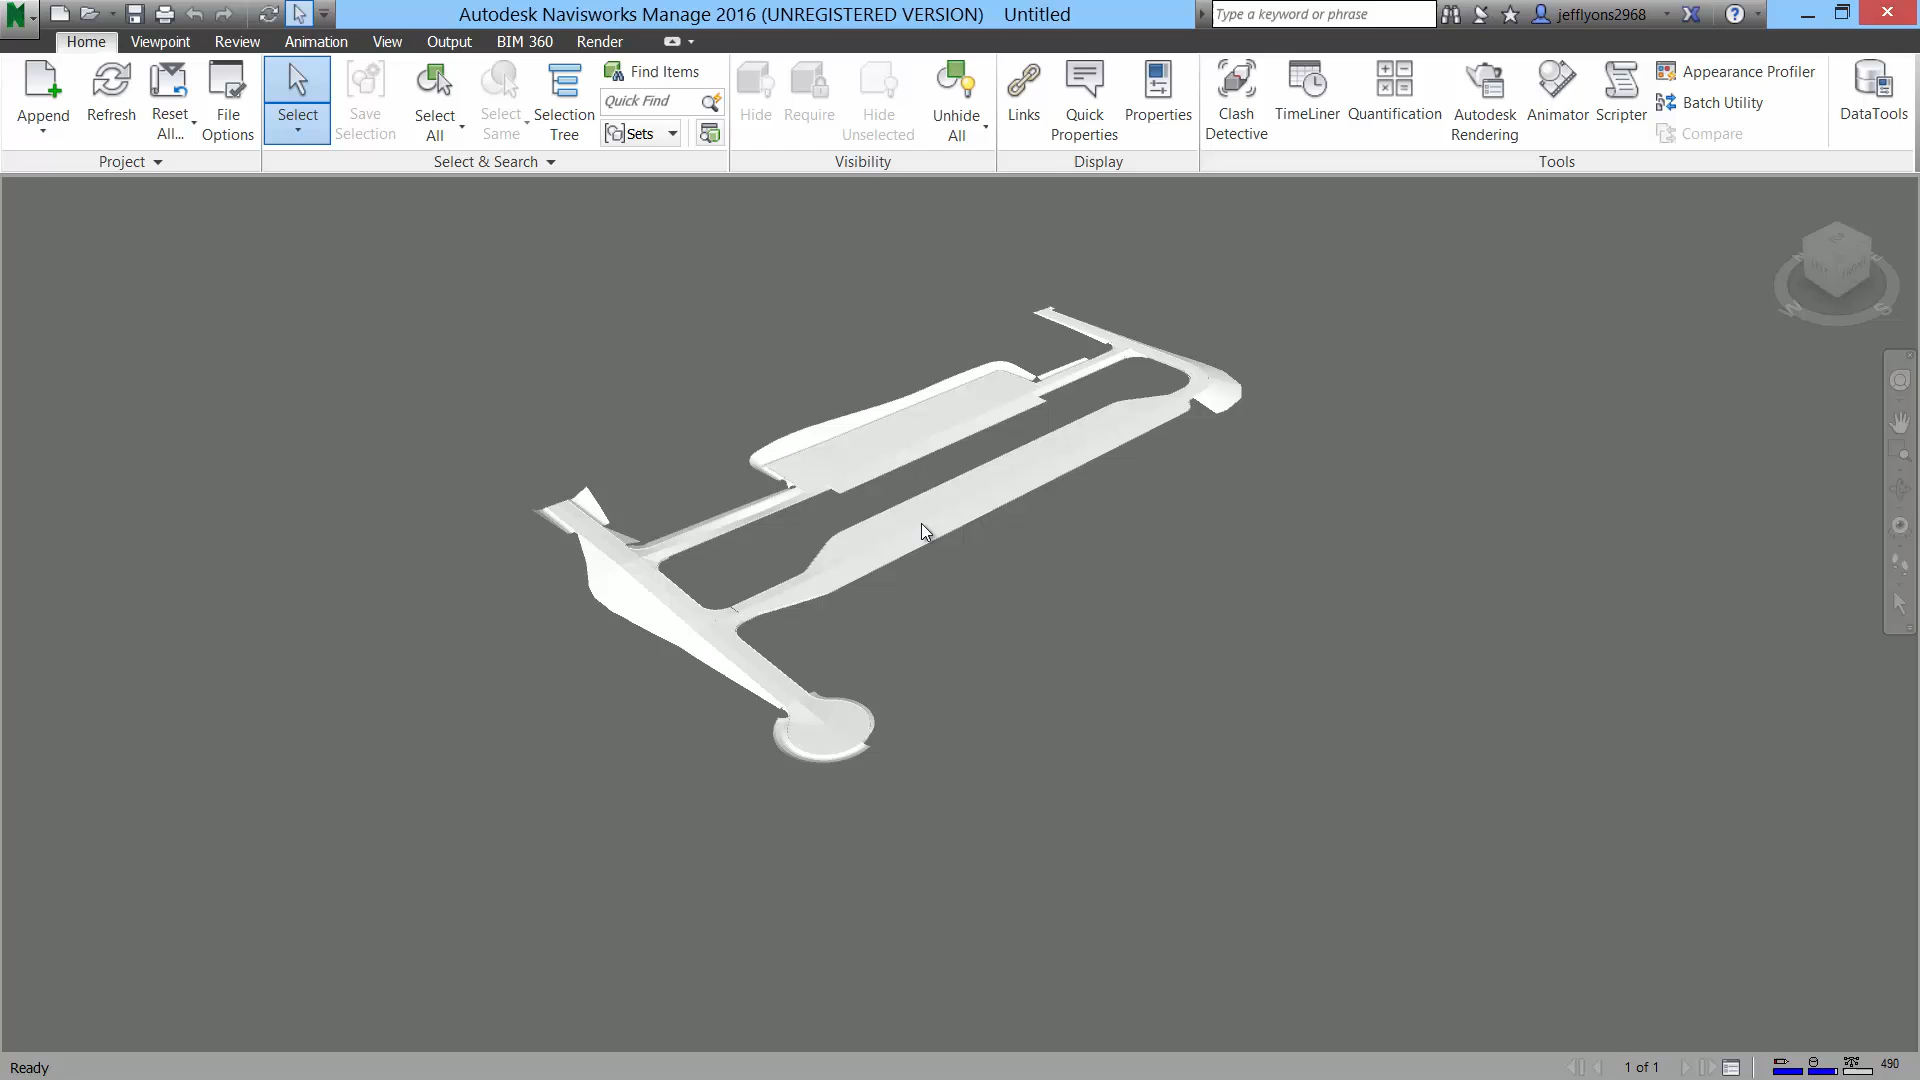 Autodesk Navisworks Manage 2016 (UNREGISTERED VERSION) Untitled
Type a keyword or phrase
jefflyons2968
Home Viewpoint Review Animation View Output BIM 360 Render
Append
Refresh
Reset
All...
File
Options
Project
Select
Save
Selection
Select
All
Select
Same
Selection
Tree
Find Items
Quick Find
Sets
Select & Search
Hide
Require
Hide
Unselected
Unhide
All
Visibility
Links
Quick
Properties
Properties
Display
Clash
Detective
TimeLiner
Quantification
Autodesk
Rendering
Animator
Scripter
Appearance Profiler
Batch Utility
Compare
DataTools
Tools
W
S
Ready
1 of 1
490